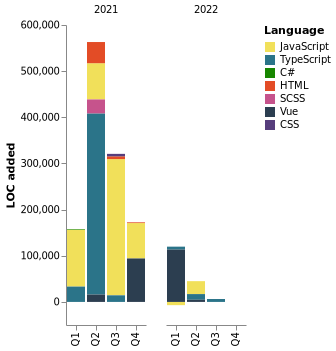 2021 2022
Language
JavaScript
TypeScript
C#
HTML
SCSS
Vue
CSS
LOC added
600,000
500,000
400,000
300,000
200,000
100,000
0
Q1 Q2 Q3 Q4 Q1 Q2 Q3 Q4